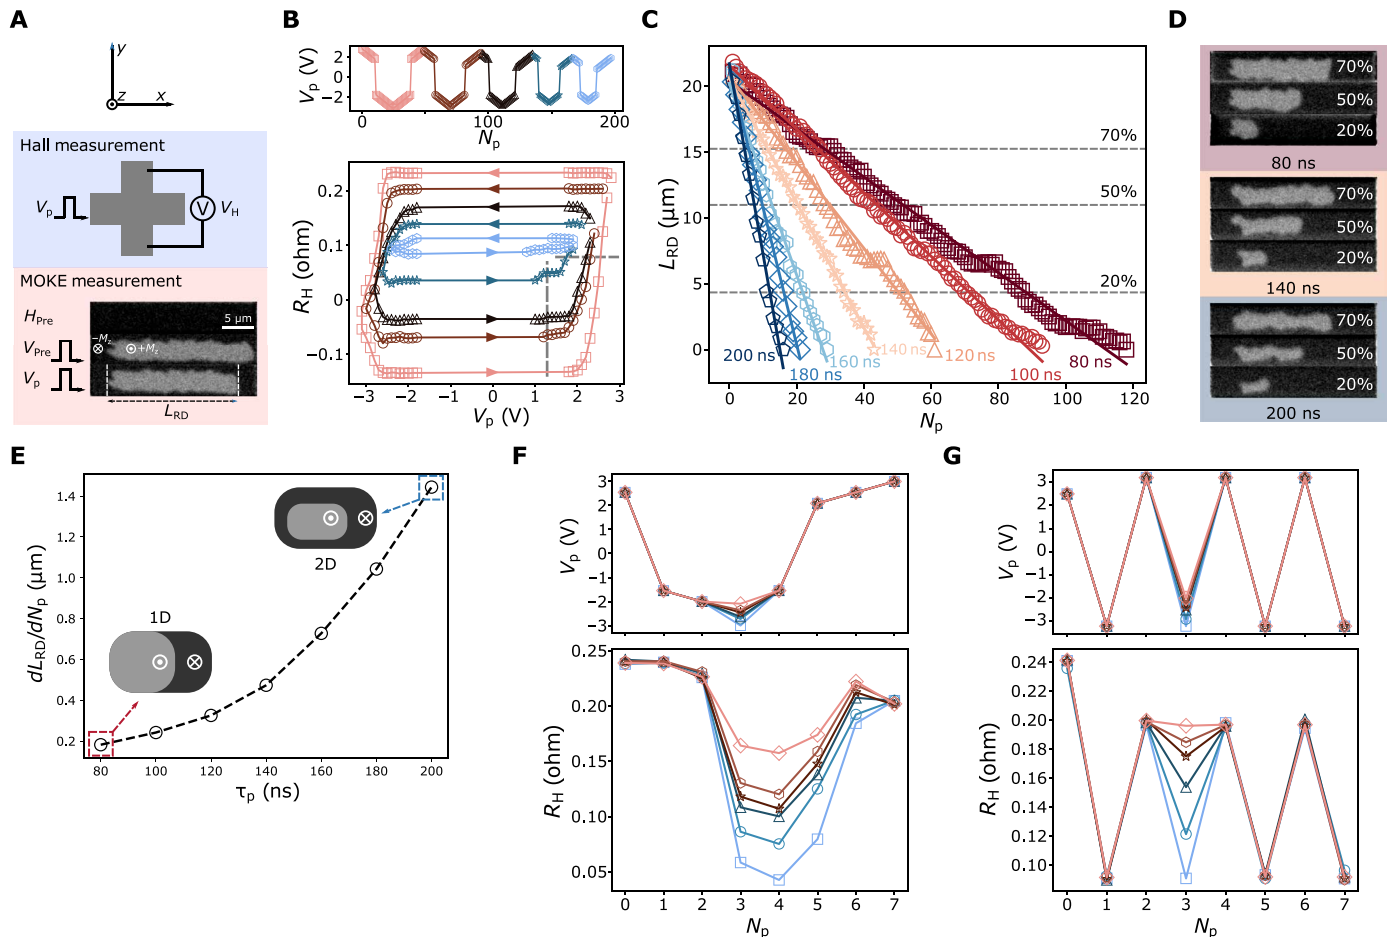 A
y
z
x
Hall measurement
Vp
V
VH
MOKE measurement
HPre
5 µm
−Mz
+Mz
VPre
Vp
LRD
B
Vp (V)
2
0
−2
0
100
200
Np
RH (ohm)
0.2
0.1
0
−0.1
−3
−2
−1
0
1
2
3
Vp (V)
C
LRD (µm)
20
15
10
5
0
70%
50%
20%
200 ns
180 ns
160 ns
140 ns
120 ns
100 ns
80 ns
0
20
40
60
80
100
120
Np
D
70%
50%
20%
80 ns
70%
50%
20%
140 ns
70%
50%
20%
200 ns
E
dLRD/dNp (µm)
1.4
1.2
1.0
0.8
0.6
0.4
0.2
1D
2D
80
100
120
140
160
180
200
τp (ns)
F
Vp (V)
3
2
1
0
−1
−2
−3
RH (ohm)
0.25
0.20
0.15
0.10
0.05
0
1
2
3
4
5
6
7
Np
G
Vp (V)
3
2
1
0
−1
−2
−3
RH (ohm)
0.24
0.22
0.20
0.18
0.16
0.14
0.12
0.10
0
1
2
3
4
5
6
7
Np